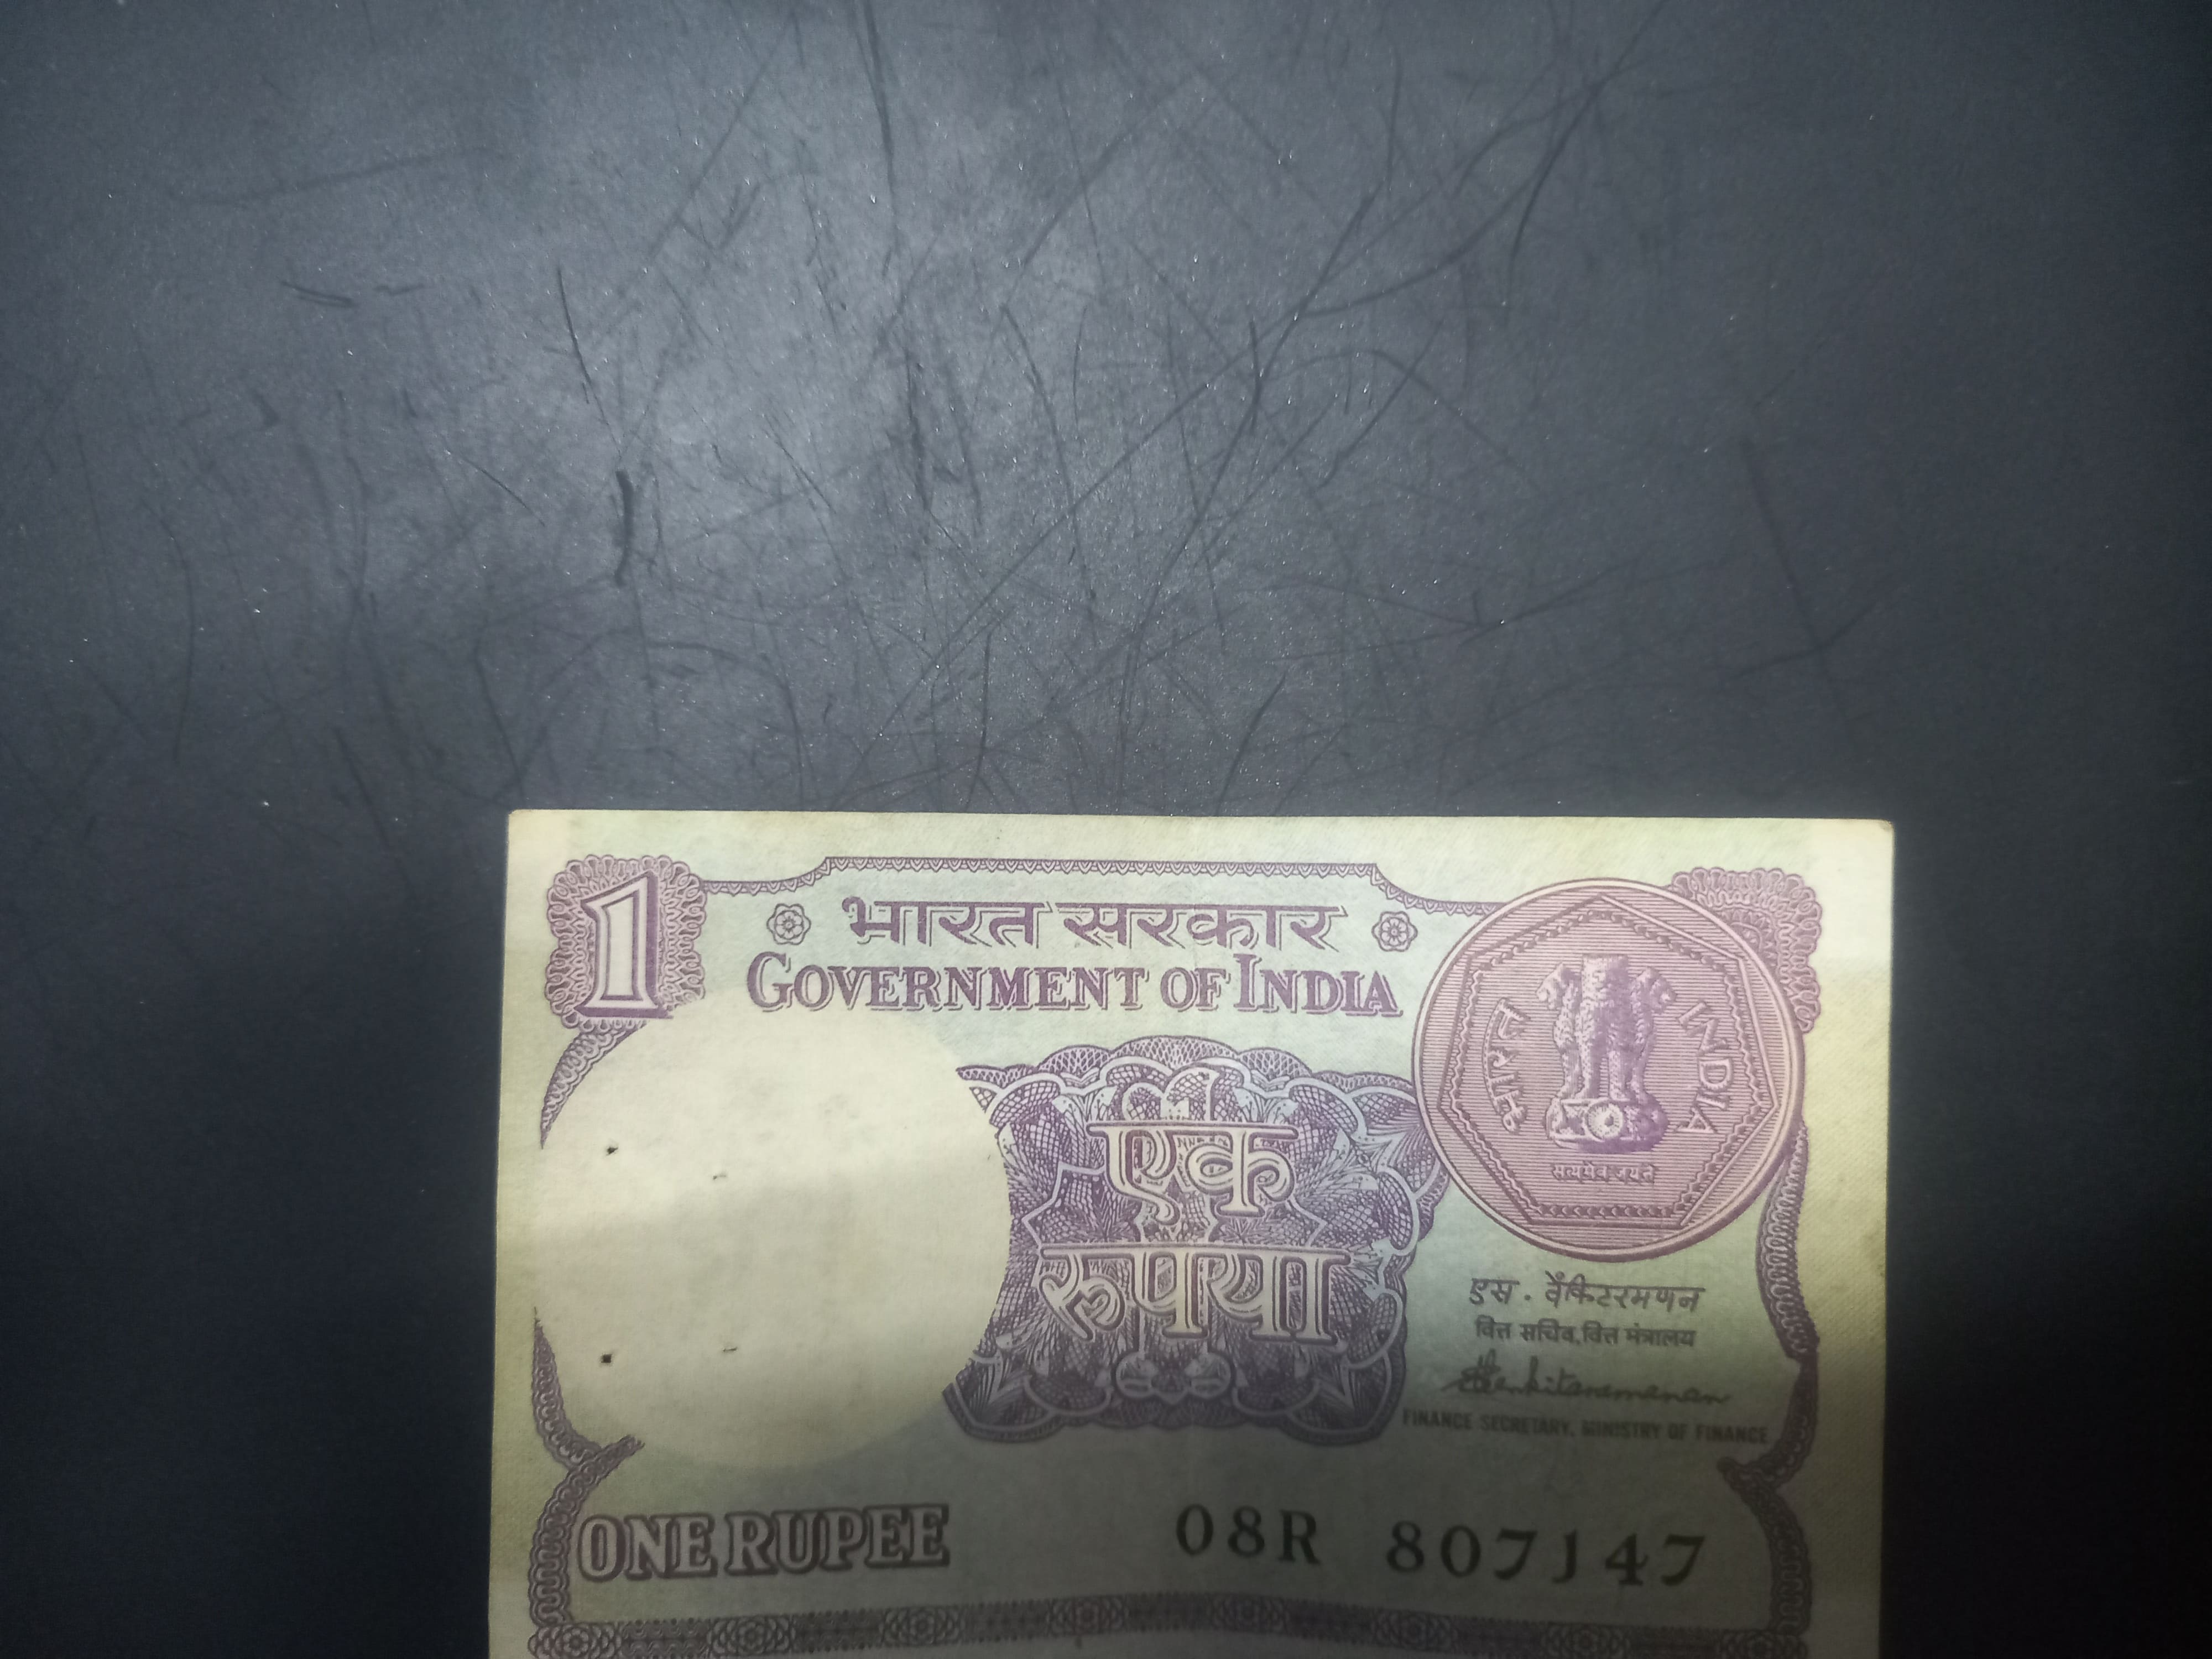 1
भारत सरकार
GOVERNMENT OF INDIA
भारत
INDIA
सत्यमेव जयते
एक
रूपया
एस. वेंकिटरमणन
वित्त सचिव, वित्त मंत्रालय
SVenkitaramanan
FINANCE SECRETARY, MINISTRY OF FINANCE
ONE RUPEE
08R 807147